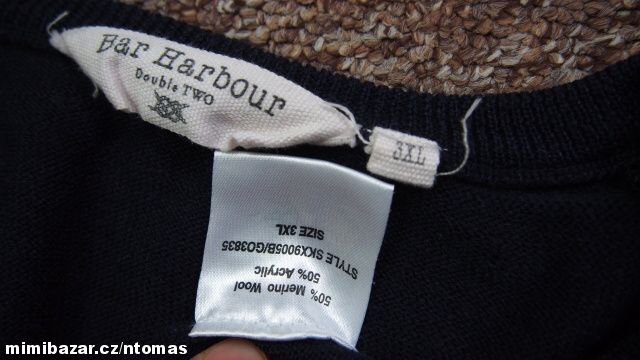 Bar Harbour
Double TWO
3XL
50% Merino Wool
50% Acrylic
STYLE SKX9005B/GO3835
SIZE 3XL
mimibazar.cz/ntomas